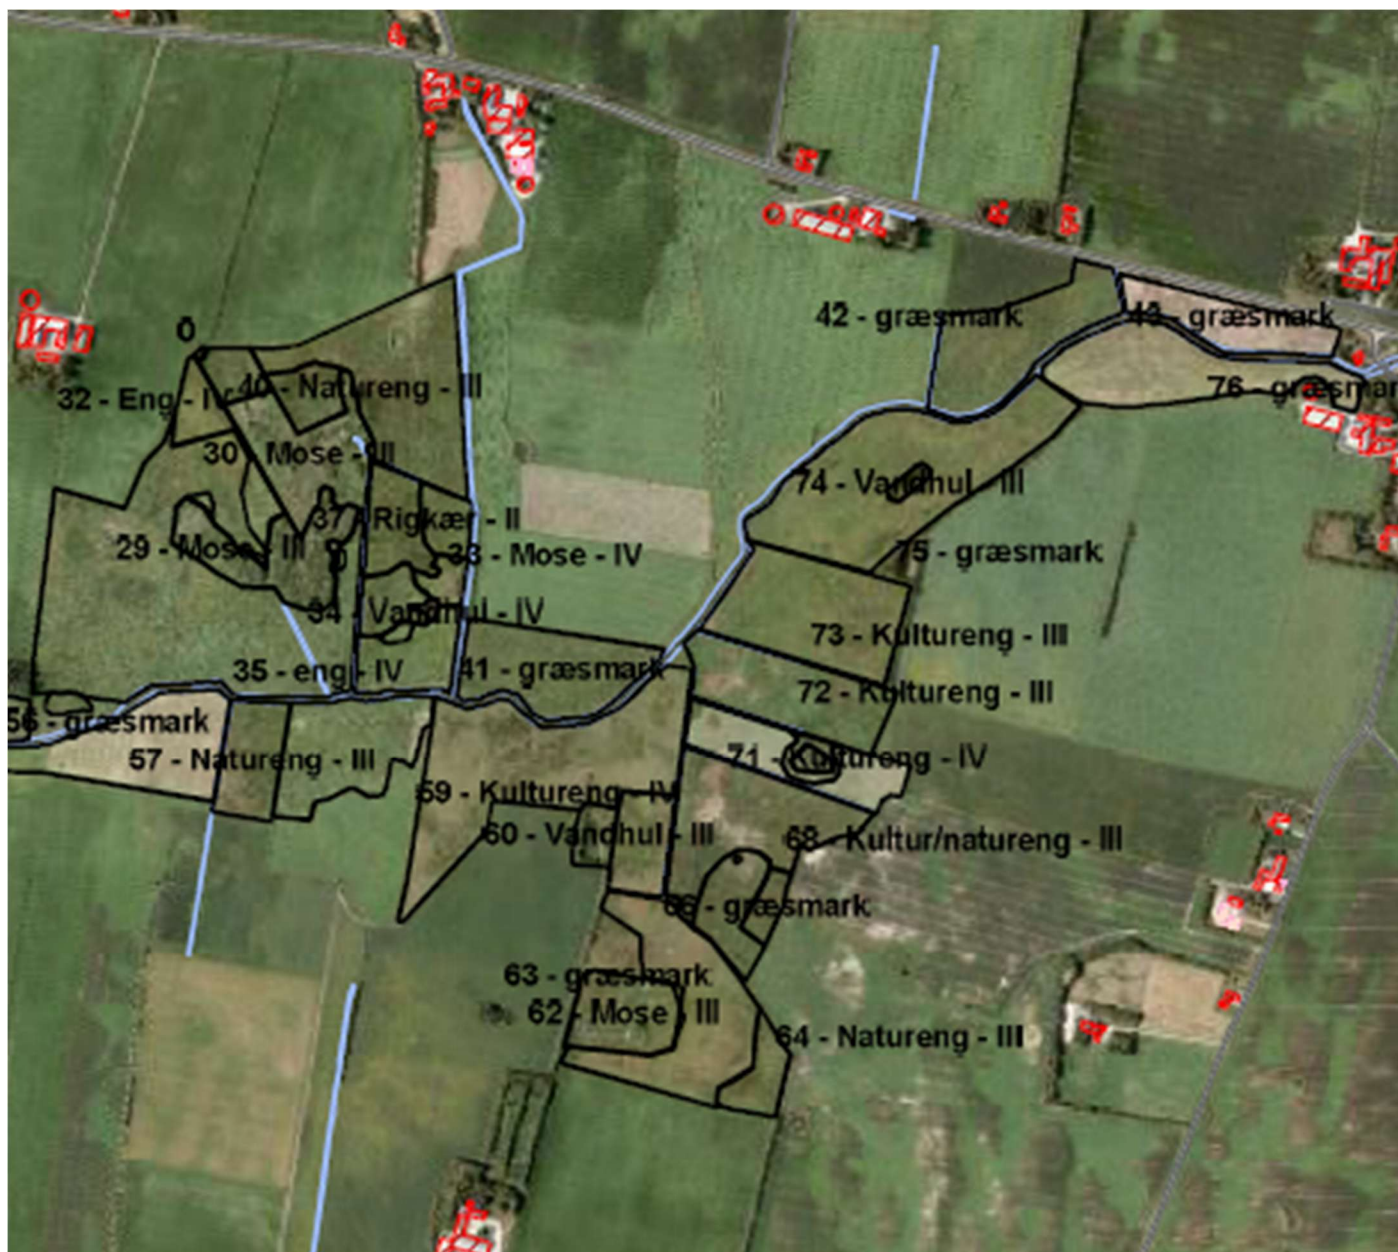 42 - græsmark
43 - græsmark
0
40 - Natureng - III
32 - Eng - IV
76 - græsmar
30 - Mose - III
74 - Vandhul - III
37 - Rigkær - II
29 - Mose - III
33 - Mose - IV
75 - græsmark
34 - Vandhul - IV
73 - Kultureng - III
35 - eng - IV
41 - græsmark
72 - Kultureng - III
56 - græsmark
57 - Natureng - III
71 - Kultureng - IV
59 - Kultureng - IV
60 - Vandhul - III
68 - Kultur/natureng - III
66 - græsmark
63 - græsmark
62 - Mose - III
64 - Natureng - III